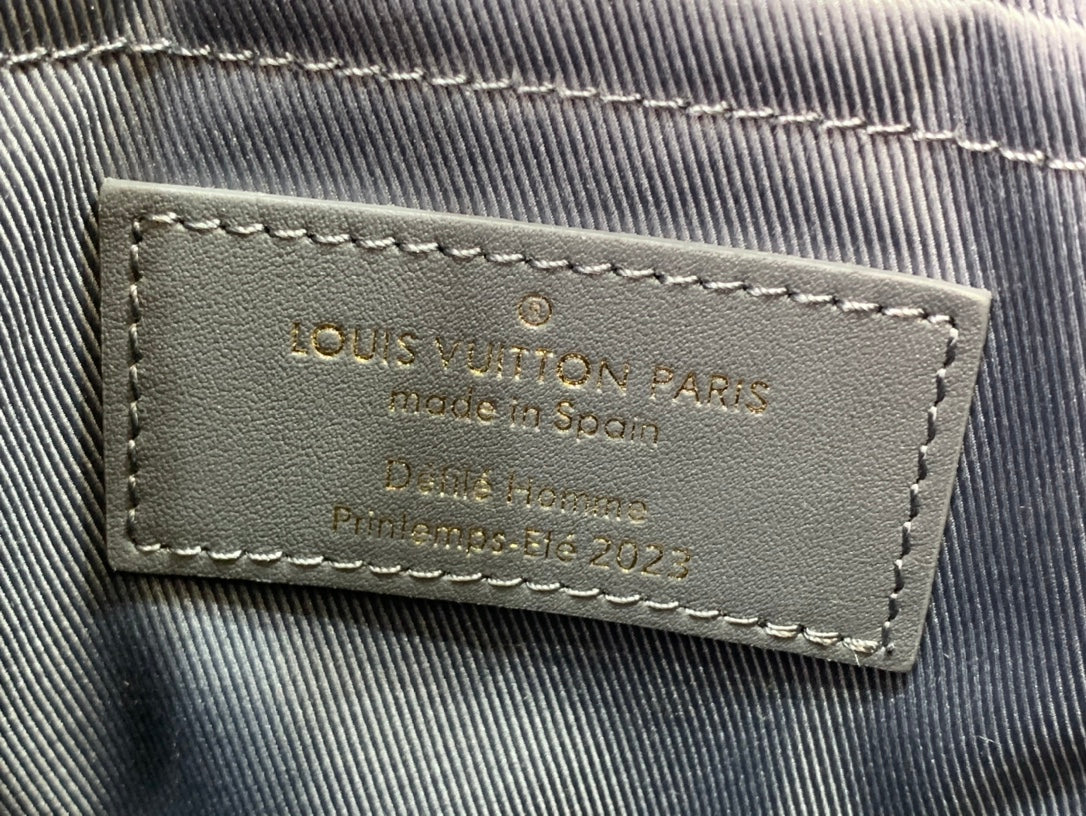 ®
LOUIS VUITTON PARIS
made in Spain
Défilé Homme
Printemps-Eté 2023